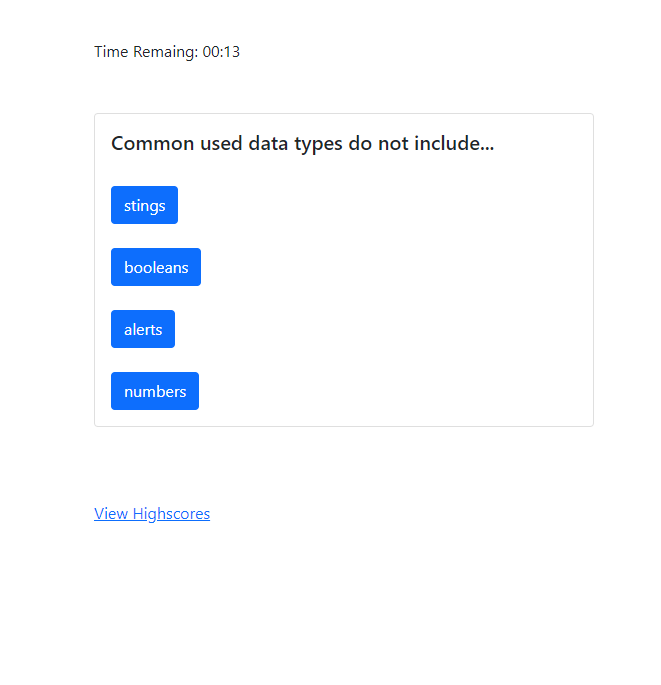 Time Remaing: 00:13
Common used data types do not include...
stings
booleans
alerts
numbers
View Highscores